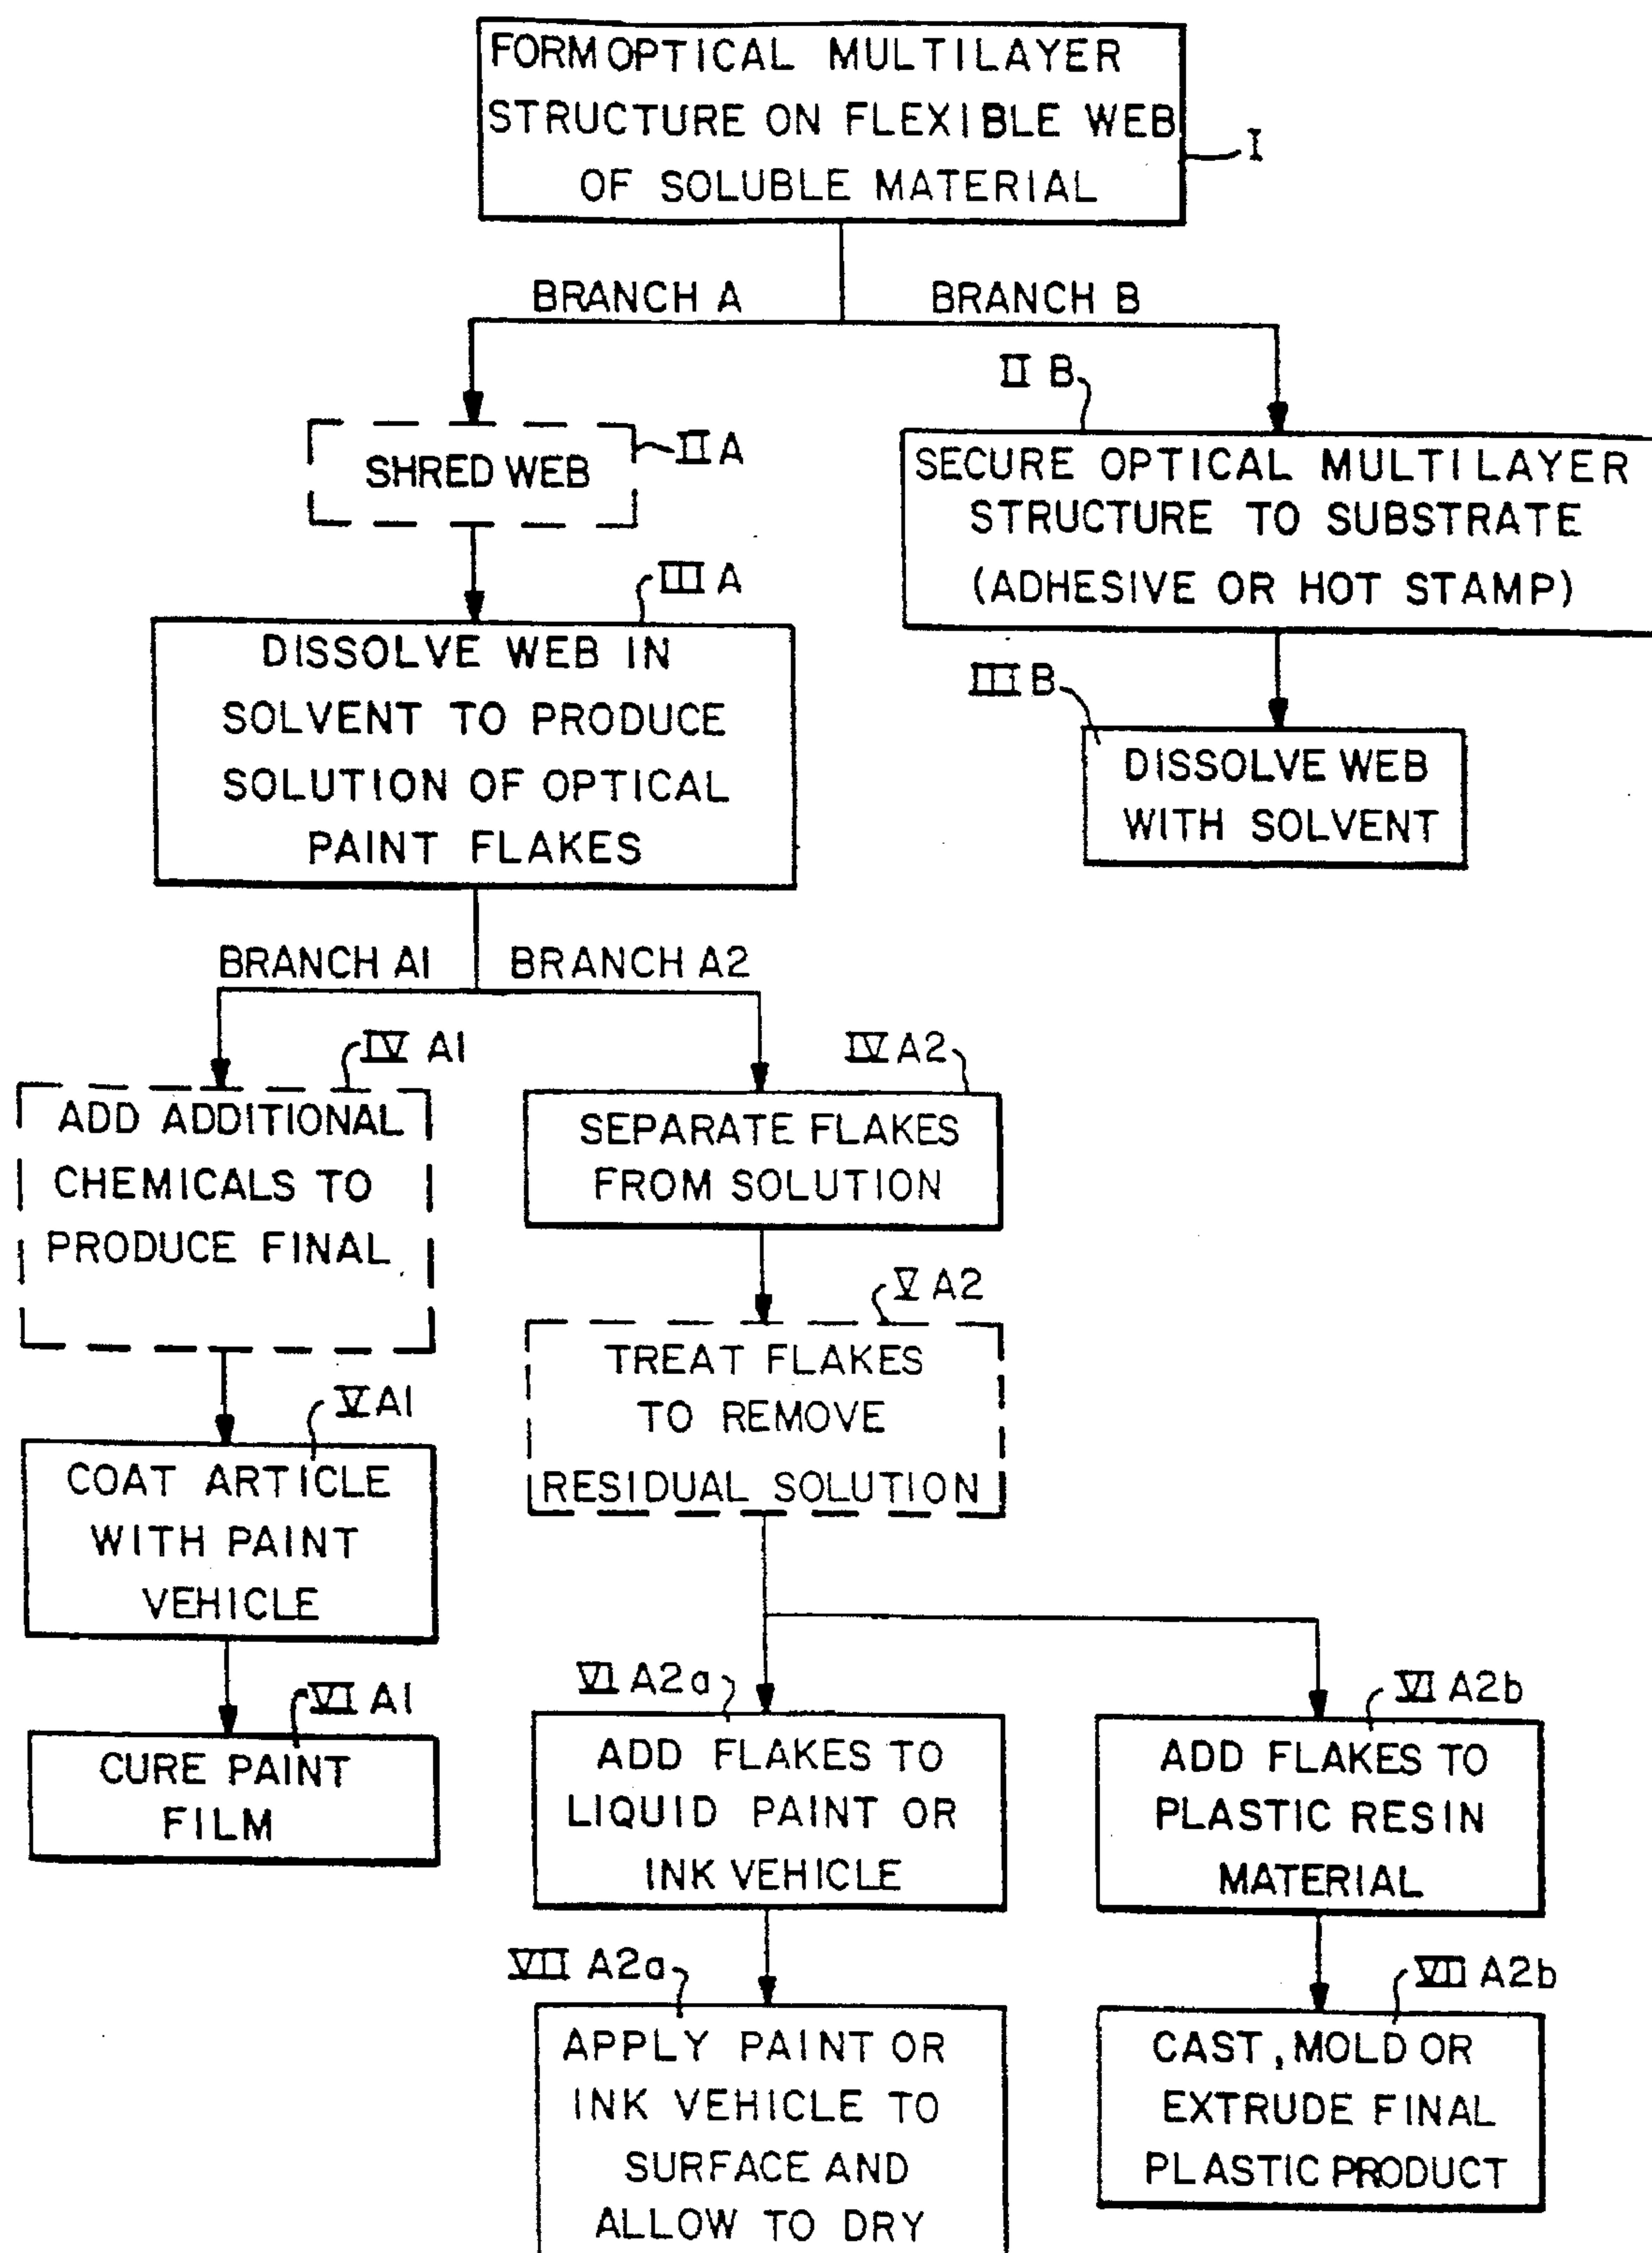 FORM OPTICAL MULTILAYER
STRUCTURE ON FLEXIBLE WEB
OF SOLUBLE MATERIAL
I
BRANCH A
BRANCH B
II A
SHRED WEB
II B
SECURE OPTICAL MULTILAYER
STRUCTURE TO SUBSTRATE
(ADHESIVE OR HOT STAMP)
III A
DISSOLVE WEB IN
SOLVENT TO PRODUCE
SOLUTION OF OPTICAL
PAINT FLAKES
III B
DISSOLVE WEB
WITH SOLVENT
BRANCH A1
BRANCH A2
IV A1
ADD ADDITIONAL
CHEMICALS TO
PRODUCE FINAL
IV A2
SEPARATE FLAKES
FROM SOLUTION
V A2
TREAT FLAKES
TO REMOVE
RESIDUAL SOLUTION
V A1
COAT ARTICLE
WITH PAINT
VEHICLE
VI A1
CURE PAINT
FILM
VI A2a
ADD FLAKES TO
LIQUID PAINT OR
INK VEHICLE
VI A2b
ADD FLAKES TO
PLASTIC RESIN
MATERIAL
VII A2a
APPLY PAINT OR
INK VEHICLE TO
SURFACE AND
ALLOW TO DRY
VII A2b
CAST, MOLD OR
EXTRUDE FINAL
PLASTIC PRODUCT